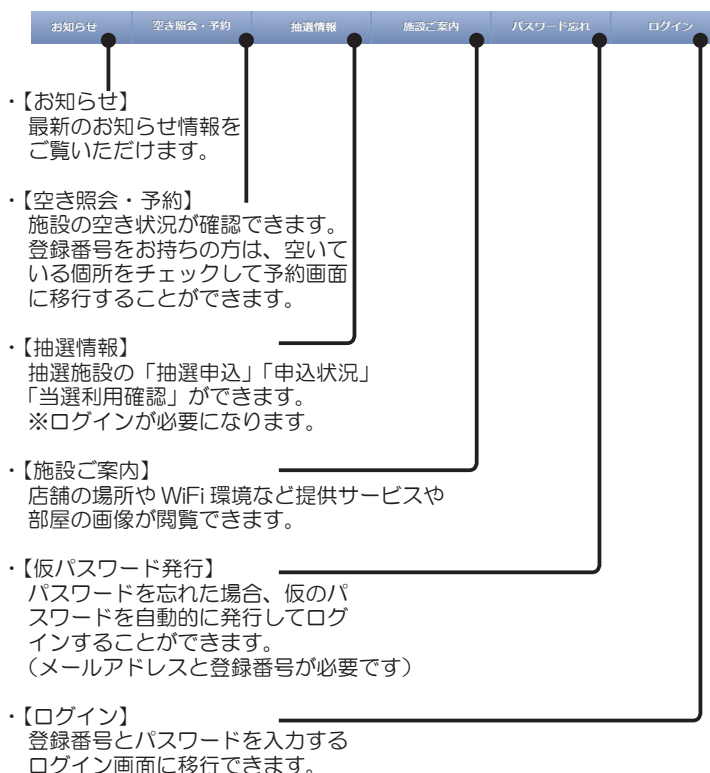 お知らせ 空き照会・予約 抽選情報 施設ご案内 パスワード忘れ ログイン
・【お知らせ】
最新のお知らせ情報を
ご覧いただけます。
・【空き照会・予約】
施設の空き状況が確認できます。
登録番号をお持ちの方は、空いて
いる個所をチェックして予約画面
に移行することができます。
・【抽選情報】
抽選施設の「抽選申込」「申込状況」
「当選利用確認」ができます。
※ログインが必要になります。
・【施設ご案内】
店舗の場所や WiFi 環境など提供サービスや
部屋の画像が閲覧できます。
・【仮パスワード発行】
パスワードを忘れた場合、仮のパ
スワードを自動的に発行してログ
インすることができます。
（メールアドレスと登録番号が必要です）
・【ログイン】
登録番号とパスワードを入力する
ログイン画面に移行できます。